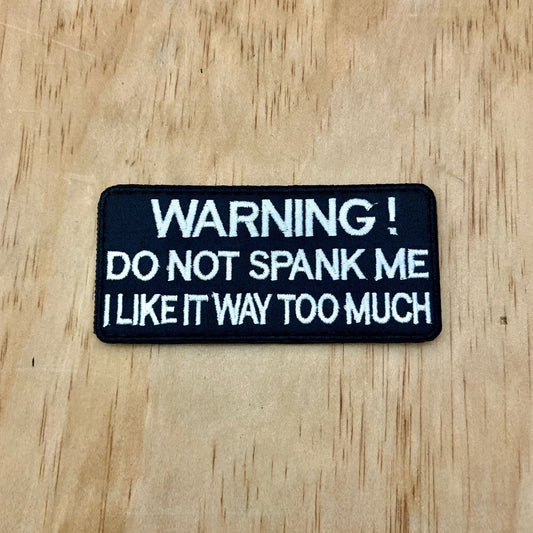 WARNING !
DO NOT SPANK ME
I LIKE IT WAY TOO MUCH